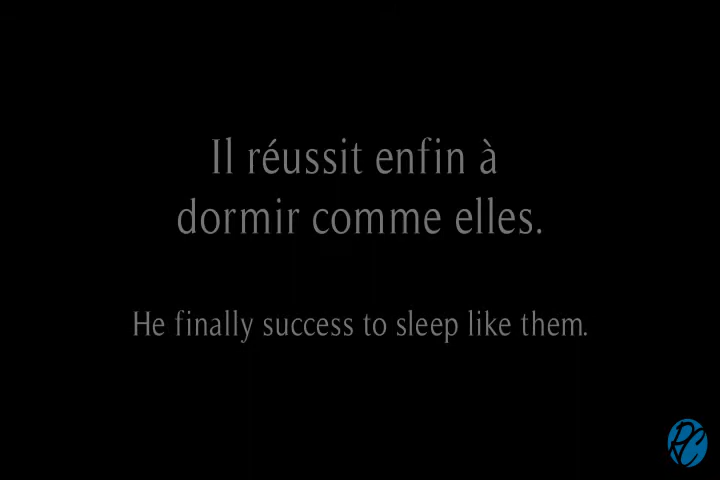 Il réussit enfin à
dormir comme elles.
He finally success to sleep like them.